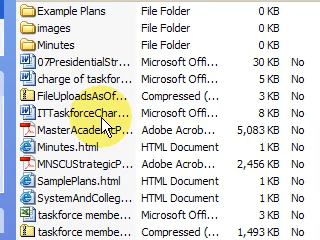 Example Plans File Folder 0 KB
images File Folder 0 KB
Minutes File Folder 0 KB
07PresidentialStr... Microsoft Offi... 30 KB No
charge of taskfor... Microsoft Offi... 5 KB No
FileUploadsAsOf... Compressed (... 3 KB No
ITTaskforceChar... Microsoft Offi... 8 KB No
MasterAcademicP... Adobe Acrob... 5,083 KB No
Minutes.html HTML Document 1 KB No
MNSCUStrategicP... Adobe Acrob... 2,456 KB No
SamplePlans.html HTML Document 1 KB No
SystemAndColleg... HTML Document 1 KB No
taskforce membe... Microsoft Offi... 3 KB No
taskforce membe... Compressed (... 1,493 KB No